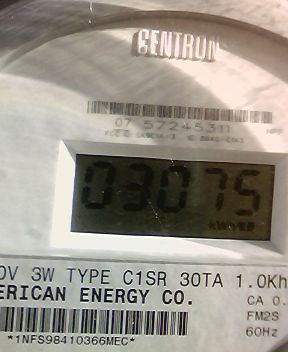 CENTRON
07 57245311
03075
kWh
0V 3W TYPE C1SR 30TA 1.0Kh
ERICAN ENERGY CO.
CA 0.
FM2S
60Hz
*1NFS98410366MEC*